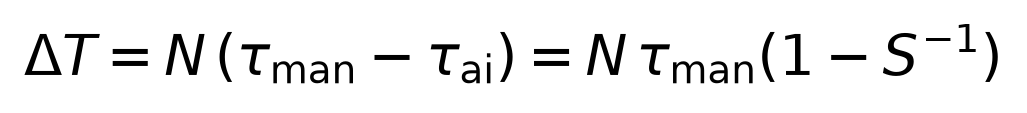 ΔT = N (τ_man − τ_ai) = N τ_man(1 − S⁻¹)